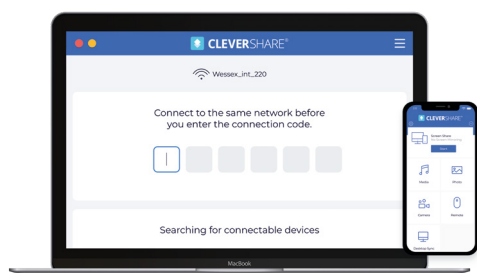 CLEVERSHARE®
Wessex_int_220
Connect to the same network before
you enter the connection code.
Searching for connectable devices
MacBook
CLEVERSHARE®
Screen Share
Media
Photo
Camera
Remote
Desktop Sync